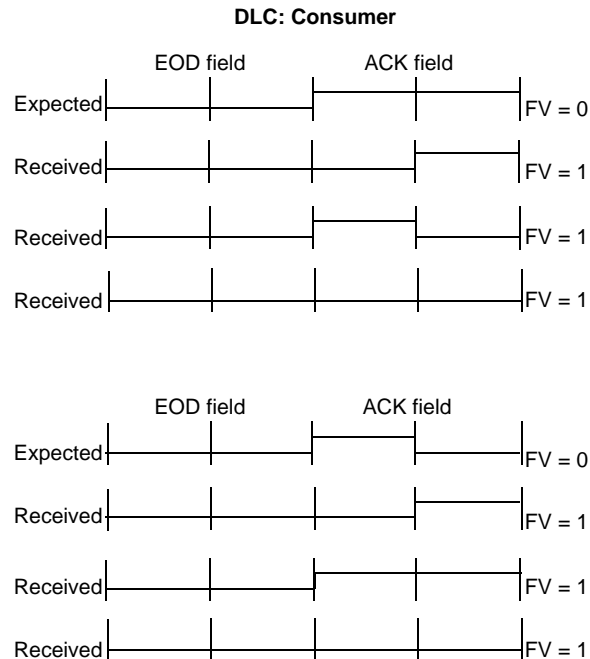 DLC: Consumer
EOD field ACK field
Expected FV = 0
Received FV = 1
Received FV = 1
Received FV = 1
EOD field ACK field
Expected FV = 0
Received FV = 1
Received FV = 1
Received FV = 1